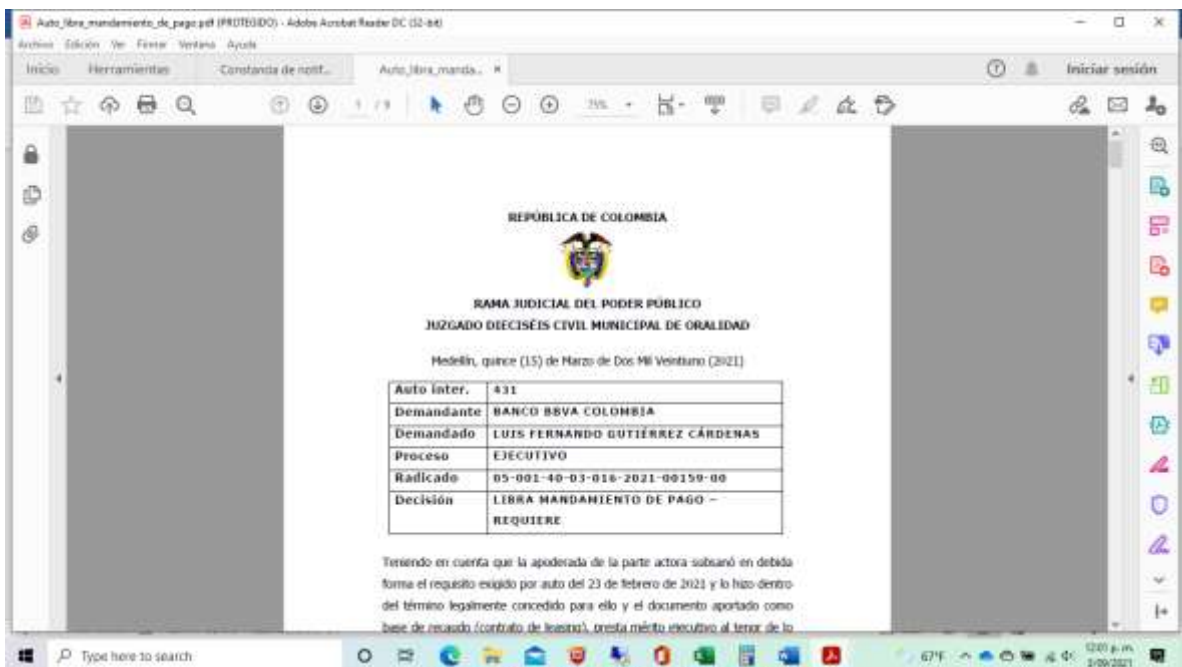 Auto_libra_mandamiento_de_pago.pdf (PROTEGIDO) - Adobe Acrobat Reader DC (32-bit)
Archivo Edición Ver Firmar Ventana Ayuda
Inicio Herramientas Constancia de notif... Auto_libra_manda... × Iniciar sesión
1 / 9 75%
REPÚBLICA DE COLOMBIA
RAMA JUDICIAL DEL PODER PÚBLICO
JUZGADO DIECISÉIS CIVIL MUNICIPAL DE ORALIDAD
Medellín, quince (15) de Marzo de Dos Mil Veintiuno (2021)
Auto inter. 431
Demandante BANCO BBVA COLOMBIA
Demandado LUIS FERNANDO GUTIÉRREZ CÁRDENAS
Proceso EJECUTIVO
Radicado 05-001-40-03-016-2021-00159-00
Decisión LIBRA MANDAMIENTO DE PAGO –
REQUIERE
Teniendo en cuenta que la apoderada de la parte actora subsanó en debida
forma el requisito exigido por auto del 23 de febrero de 2021 y lo hizo dentro
del término legalmente concedido para ello y el documento aportado como
base de recaudo (contrato de leasing), presta mérito ejecutivo al tenor de lo
Type here to search 67°F 12:01 p.m.
2/09/2021